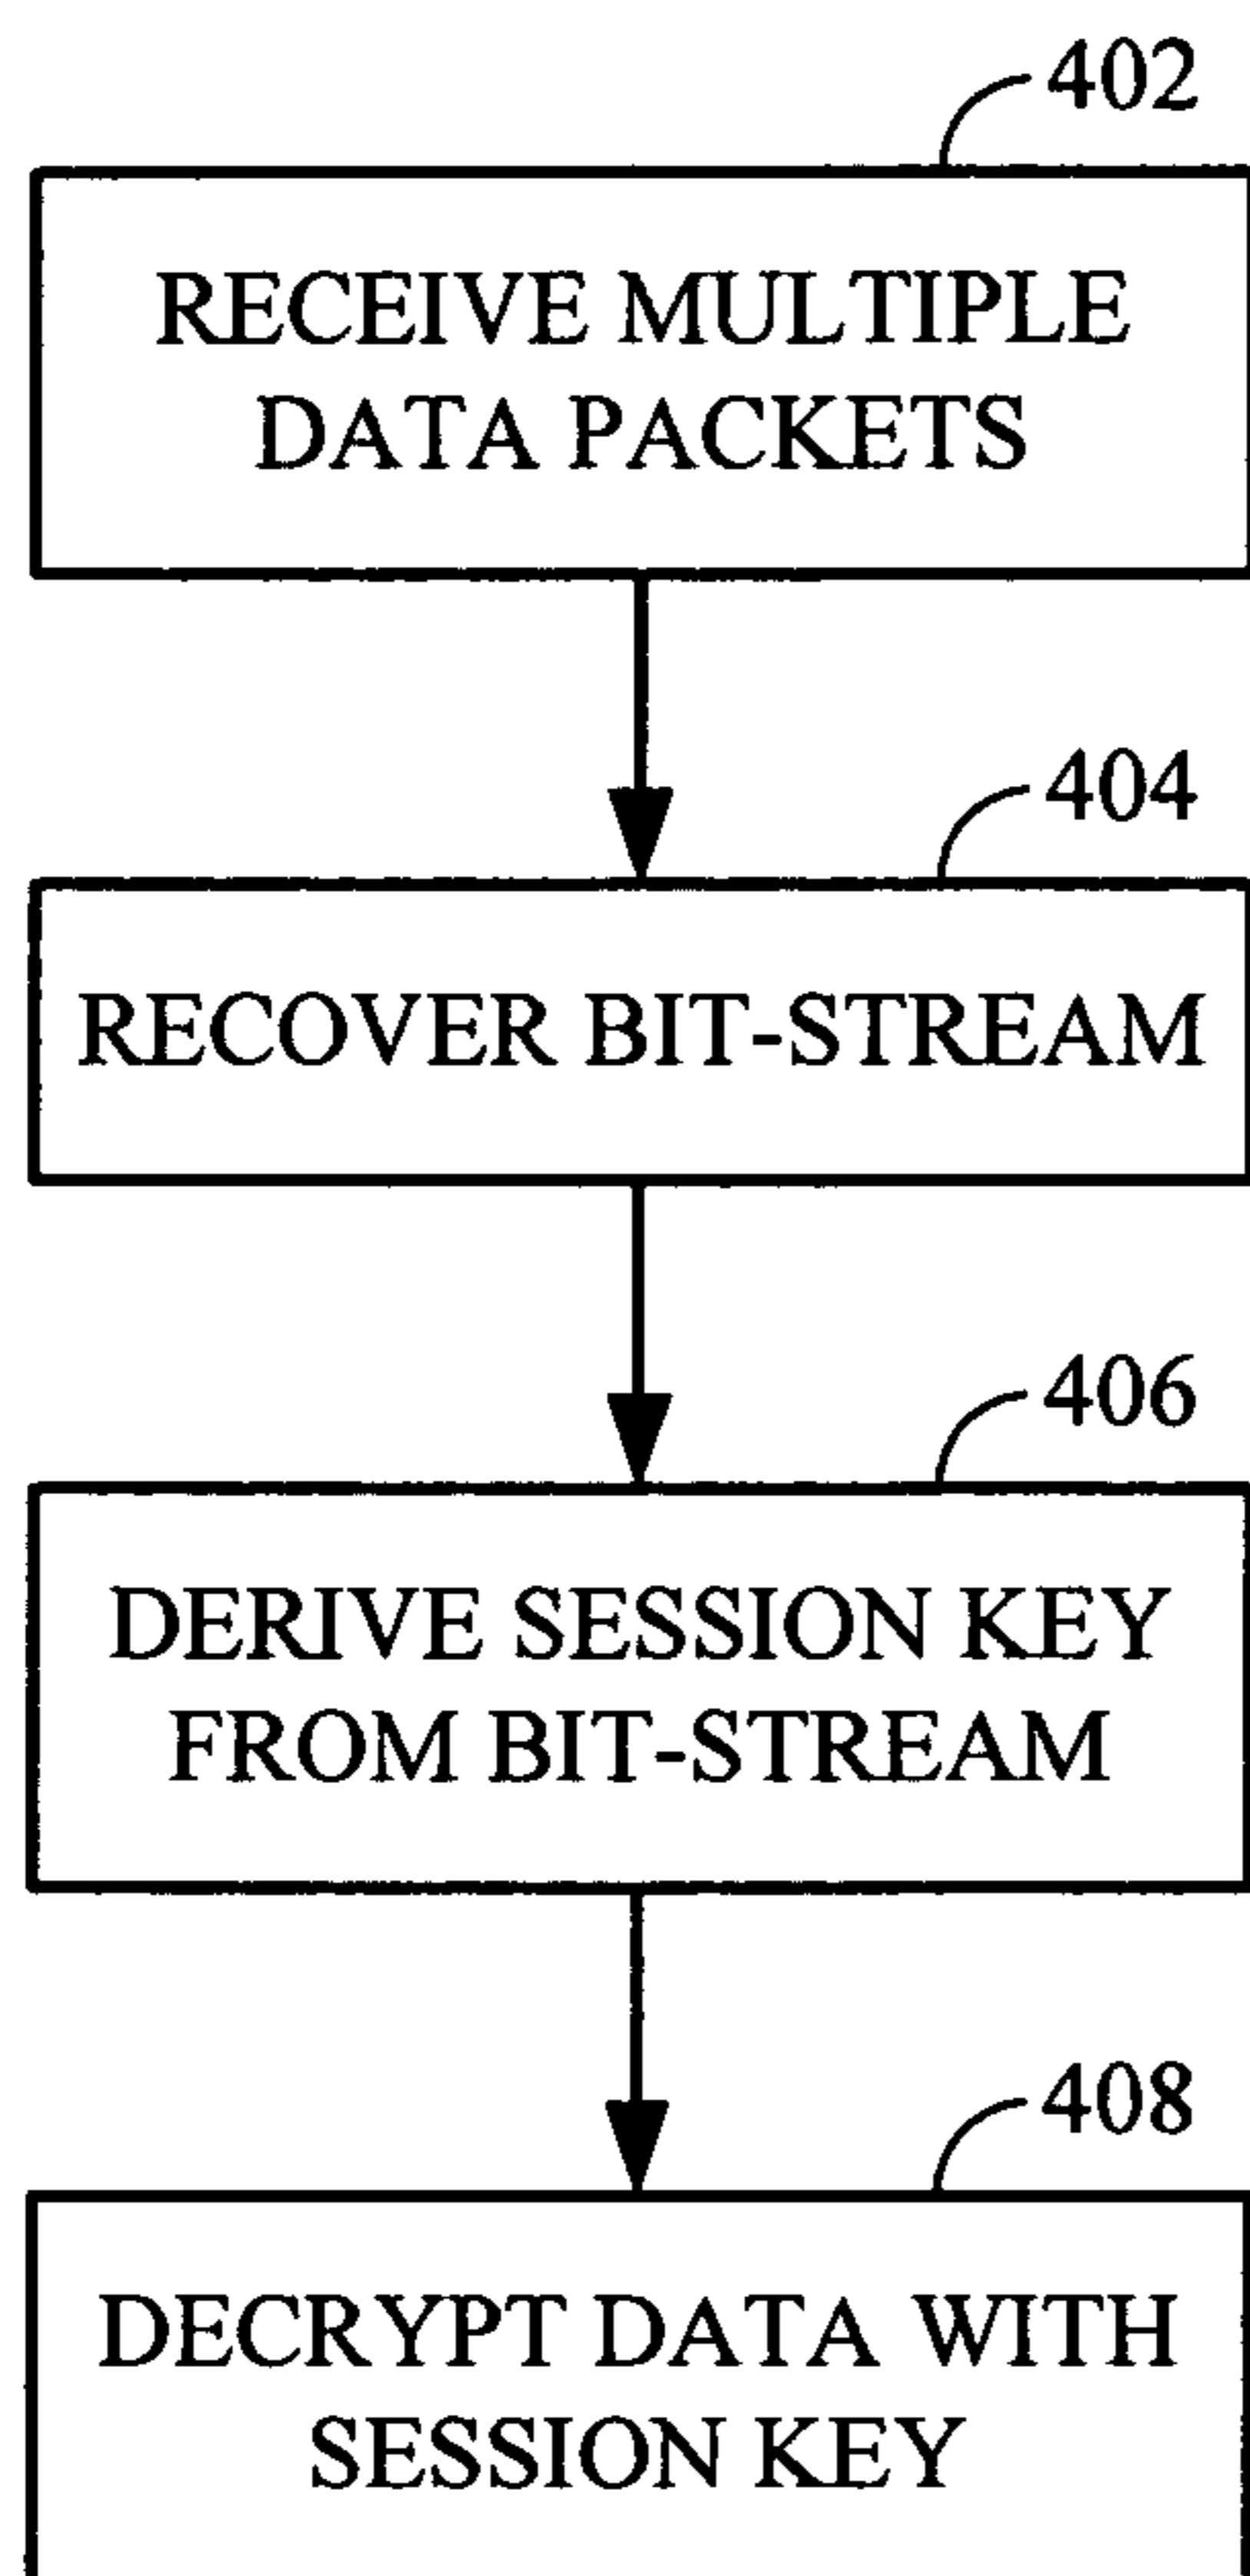 402
RECEIVE MULTIPLE
DATA PACKETS
404
RECOVER BIT-STREAM
406
DERIVE SESSION KEY
FROM BIT-STREAM
408
DECRYPT DATA WITH
SESSION KEY